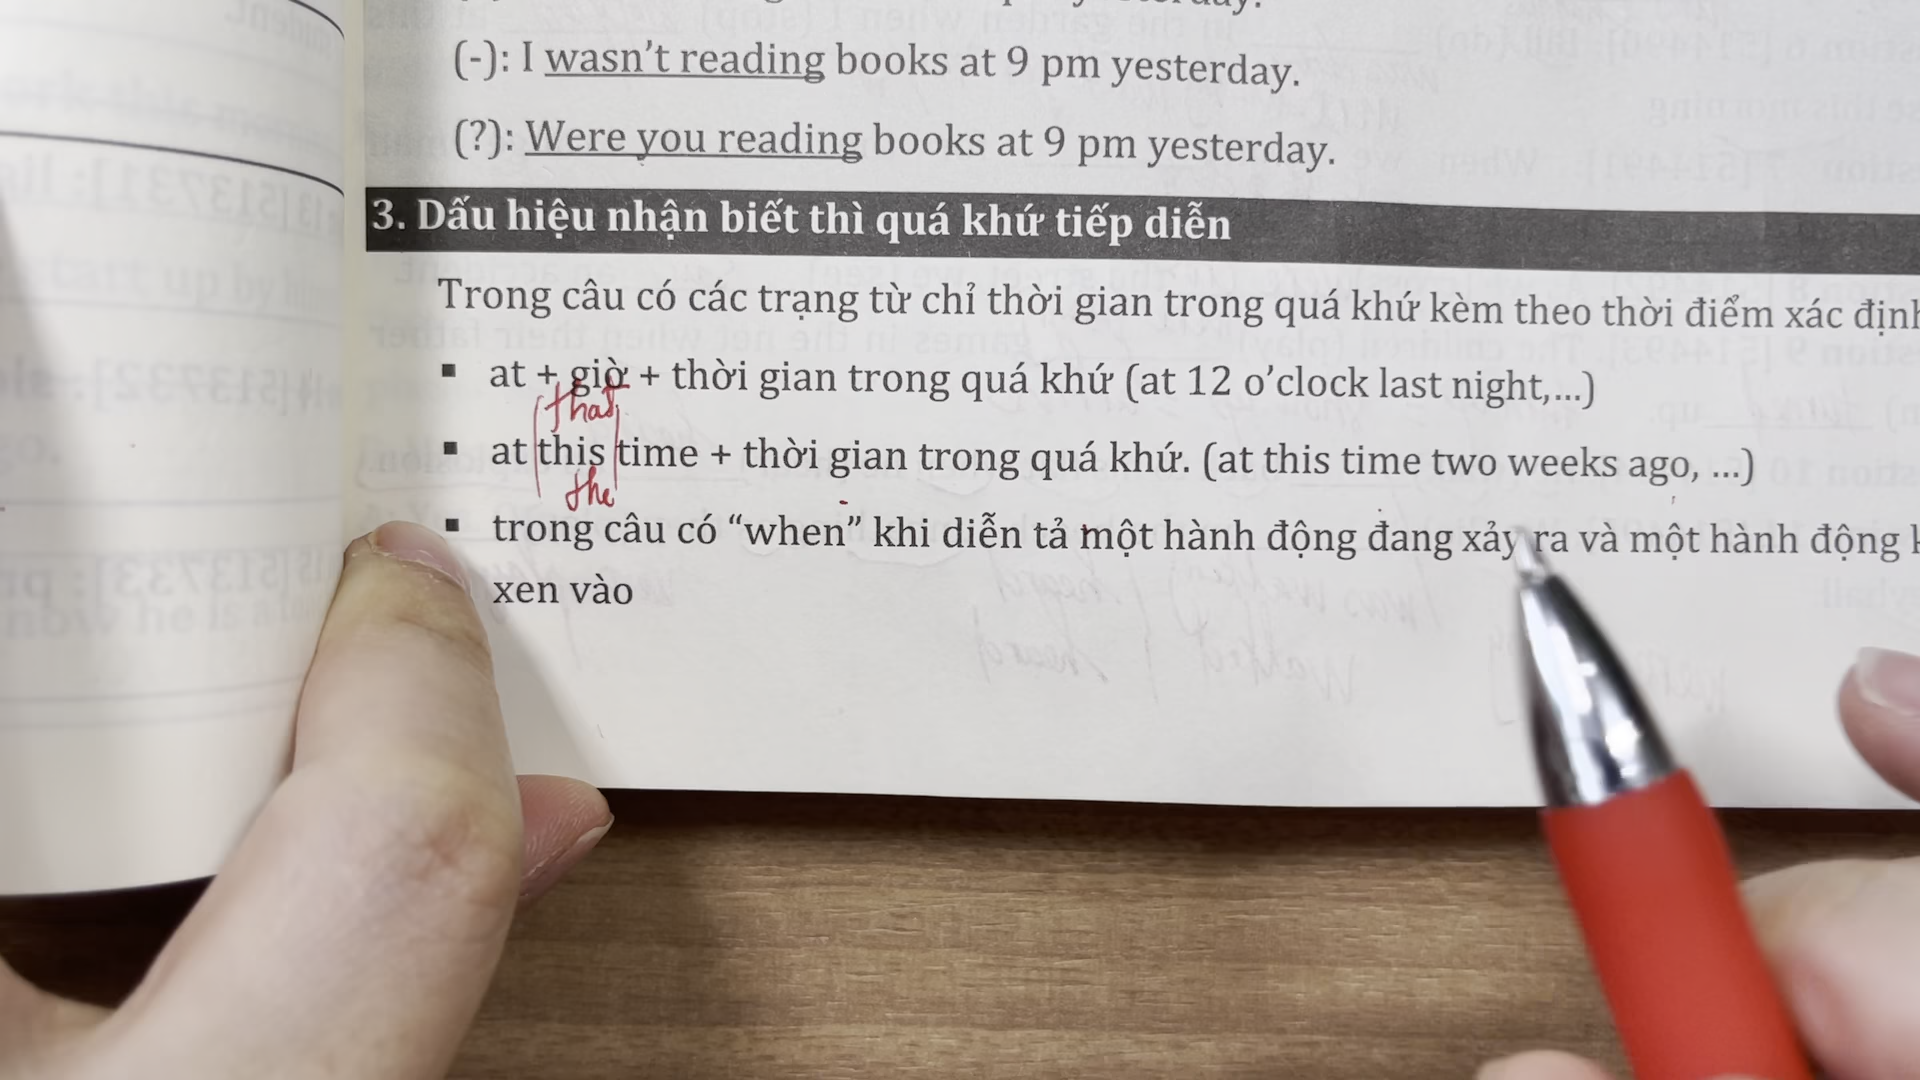 (-): I wasn't reading books at 9 pm yesterday.
(?): Were you reading books at 9 pm yesterday.
3. Dấu hiệu nhận biết thì quá khứ tiếp diễn
Trong câu có các trạng từ chỉ thời gian trong quá khứ kèm theo thời điểm xác định
▪ at + giờ + thời gian trong quá khứ (at 12 o'clock last night,...)
that
▪ at this time + thời gian trong quá khứ. (at this time two weeks ago, ...)
the
▪ trong câu có “when” khi diễn tả một hành động đang xảy ra và một hành động
xen vào